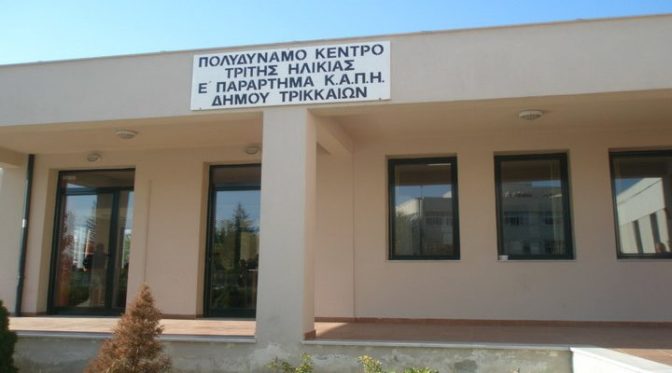 ΠΟΛΥΔΥΝΑΜΟ ΚΕΝΤΡΟ
ΤΡΙΤΗΣ ΗΛΙΚΙΑΣ
Ε΄ ΠΑΡΑΡΤΗΜΑ Κ.Α.Π.Η.
ΔΗΜΟΥ ΤΡΙΚΚΑΙΩΝ